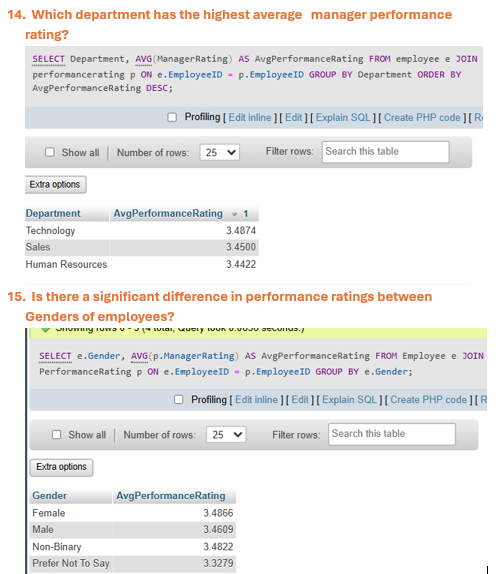 14. Which department has the highest average manager performance
rating?
SELECT Department, AVG(ManagerRating) AS AvgPerformanceRating FROM employee e JOIN
performancerating p ON e.EmployeeID = p.EmployeeID GROUP BY Department ORDER BY
AvgPerformanceRating DESC;
Profiling [ Edit inline ] [ Edit ] [ Explain SQL ] [ Create PHP code ] [ R
Show all Number of rows: 25 Filter rows: Search this table
Extra options
Department AvgPerformanceRating 1
Technology 3.4874
Sales 3.4500
Human Resources 3.4422
15. Is there a significant difference in performance ratings between
Genders of employees?
SELECT e.Gender, AVG(p.ManagerRating) AS AvgPerformanceRating FROM Employee e JOIN
PerformanceRating p ON e.EmployeeID = p.EmployeeID GROUP BY e.Gender;
Profiling [ Edit inline ] [ Edit ] [ Explain SQL ] [ Create PHP code ] [ R
Show all Number of rows: 25 Filter rows: Search this table
Extra options
Gender AvgPerformanceRating
Female 3.4866
Male 3.4609
Non-Binary 3.4822
Prefer Not To Say 3.3279